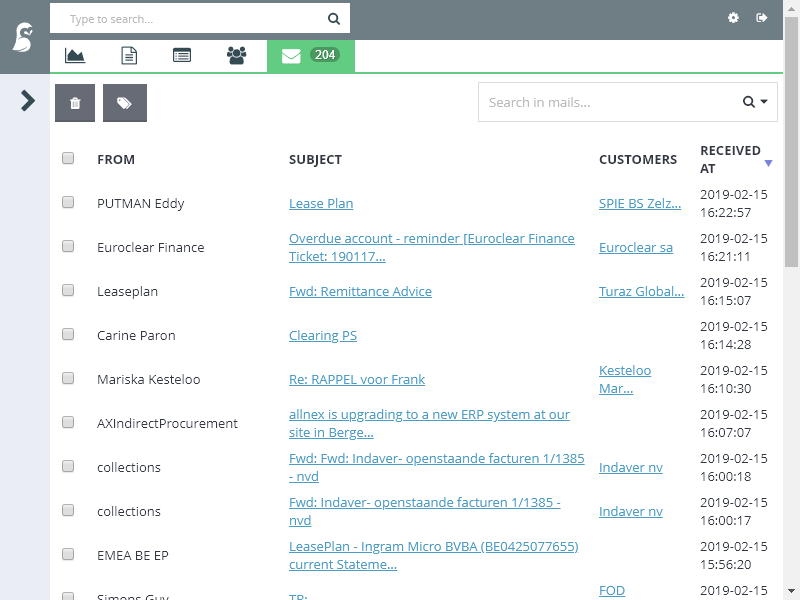 Type to search...
204
Search in mails...
FROM SUBJECT CUSTOMERS RECEIVED
AT
PUTMAN Eddy Lease Plan SPIE BS Zelz... 2019-02-15
16:22:57
Euroclear Finance Overdue account - reminder [Euroclear Finance
Ticket: 190117... Euroclear sa 2019-02-15
16:21:11
Leaseplan Fwd: Remittance Advice Turaz Global... 2019-02-15
16:15:07
Carine Paron Clearing PS 2019-02-15
16:14:28
Mariska Kesteloo Re: RAPPEL voor Frank Kesteloo
Mar... 2019-02-15
16:10:30
AXIndirectProcurement allnex is upgrading to a new ERP system at our
site in Berge... 2019-02-15
16:07:07
collections Fwd: Fwd: Indaver- openstaande facturen 1/1385
- nvd Indaver nv 2019-02-15
16:00:18
collections Fwd: Indaver- openstaande facturen 1/1385 -
nvd Indaver nv 2019-02-15
16:00:17
EMEA BE EP LeasePlan - Ingram Micro BVBA (BE0425077655)
current Stateme... 2019-02-15
15:56:20
Simons Guy TR: FOD 2019-02-15